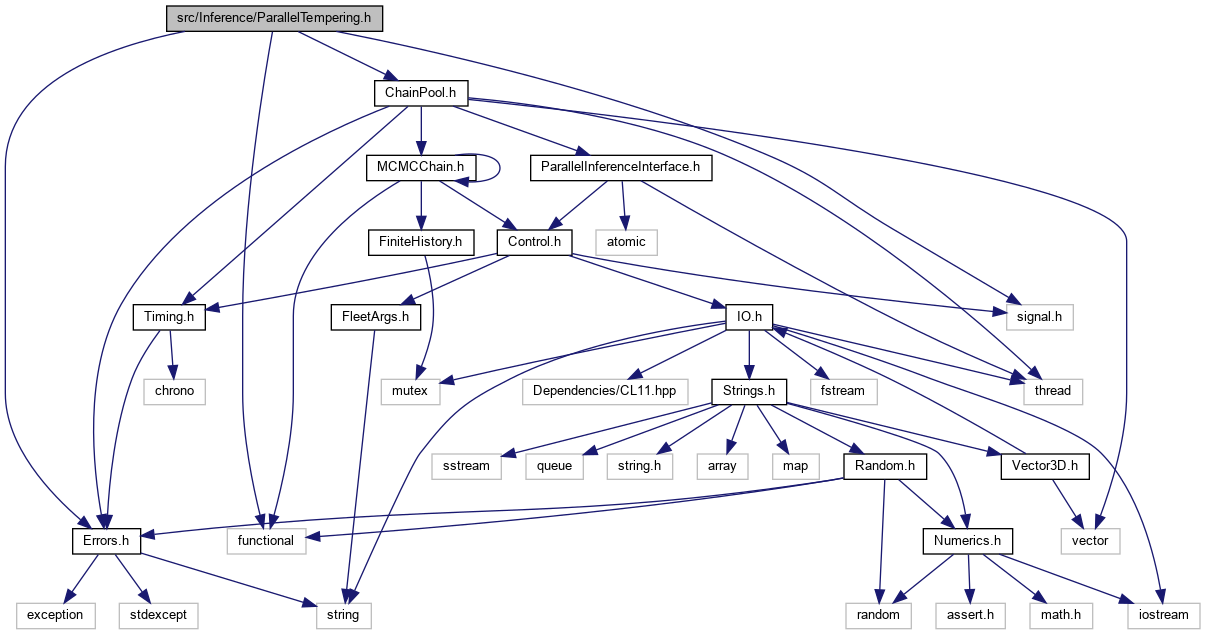 src/Inference/ParallelTempering.h
ChainPool.h
MCMCChain.h
ParallelInferenceInterface.h
FiniteHistory.h
Control.h
atomic
Timing.h
FleetArgs.h
IO.h
signal.h
chrono
mutex
Dependencies/CL11.hpp
Strings.h
fstream
thread
sstream
queue
string.h
array
map
Random.h
Vector3D.h
Errors.h
functional
Numerics.h
vector
exception
stdexcept
string
random
assert.h
math.h
iostream